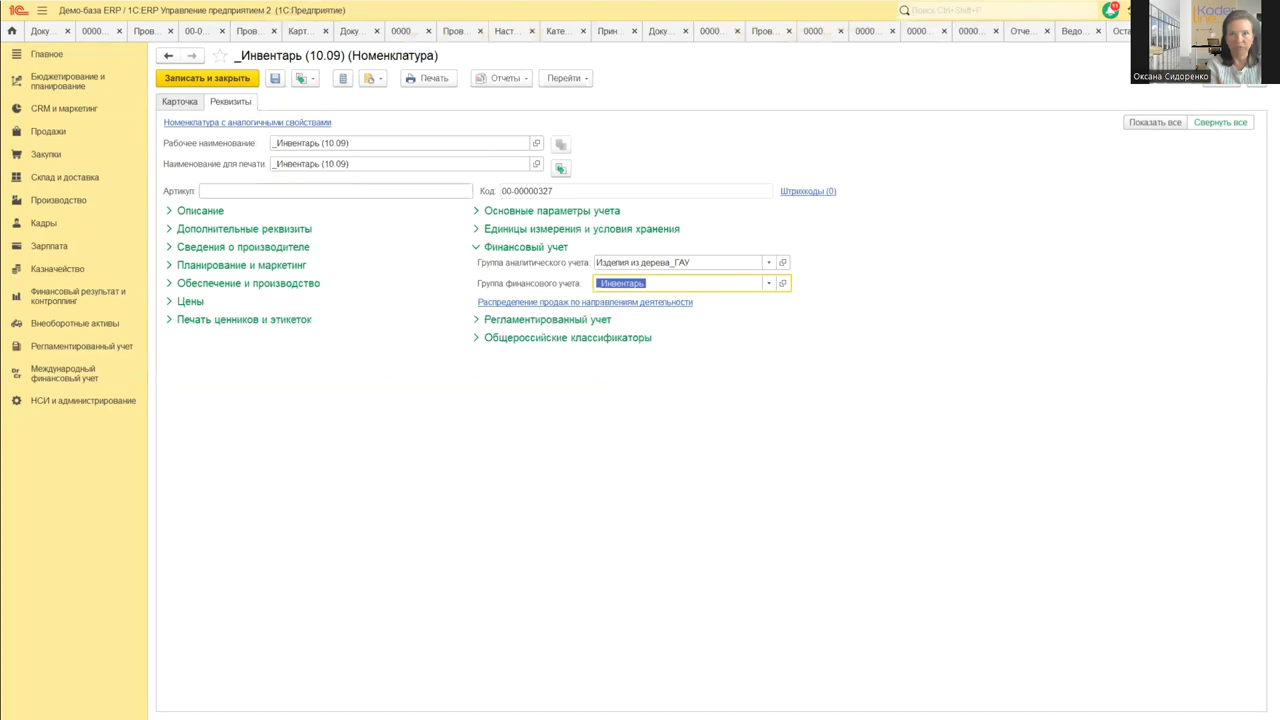 Демо-база ERP / 1С:ERP Управление предприятием 2 (1С:Предприятие)
Поиск Ctrl+Shift+F
11
Доку... 0000... Пров... 00-0... Пров... Карт... Доку... 0000... Пров... Наст... Кате... Прин... Доку... 0000... Пров... 0000... 0000... 0000... 0000... Отче... Ведо... Оста
Koder
Line
Оксана Сидоренко
Главное
Бюджетирование и
планирование
CRM и маркетинг
Продажи
Закупки
Склад и доставка
Производство
Кадры
Зарплата
Казначейство
Финансовый результат и
контроллинг
Внеоборотные активы
Регламентированный учет
Международный
финансовый учет
НСИ и администрирование
_Инвентарь (10.09) (Номенклатура)
Записать и закрыть
Печать
Отчеты
Перейти
Карточка Реквизиты
Номенклатура с аналогичными свойствами
Показать все Свернуть все
Рабочее наименование: _Инвентарь (10.09)
Наименование для печати: _Инвентарь (10.09)
Артикул: Код: 00-00000327 Штрихкоды (0)
Описание
Дополнительные реквизиты
Сведения о производителе
Планирование и маркетинг
Обеспечение и производство
Цены
Печать ценников и этикеток
Основные параметры учета
Единицы измерения и условия хранения
Финансовый учет
Группа аналитического учета: Изделия из дерева_ГАУ
Группа финансового учета: _Инвентарь
Распределение продаж по направлениям деятельности
Регламентированный учет
Общероссийские классификаторы